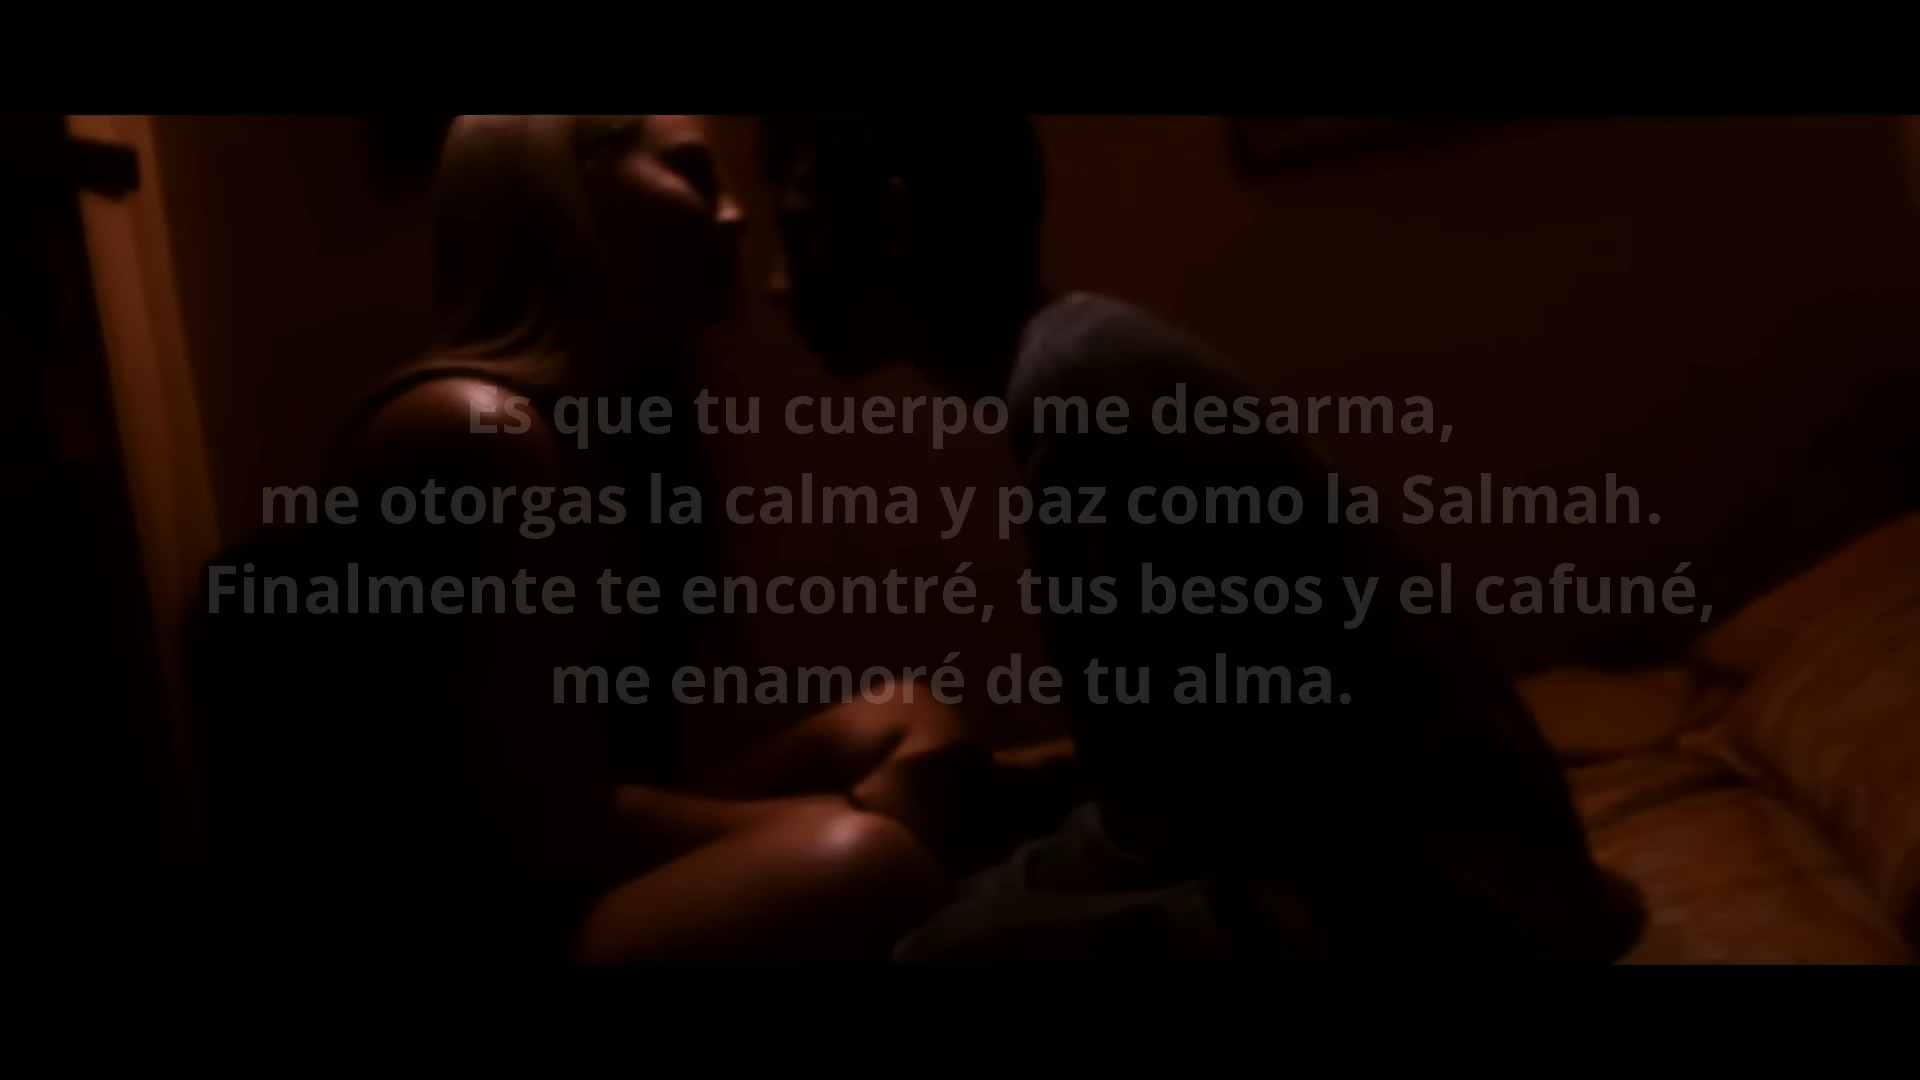 Es que tu cuerpo me desarma,
me otorgas la calma y paz como la Salmah.
Finalmente te encontré, tus besos y el cafuné,
me enamoré de tu alma.